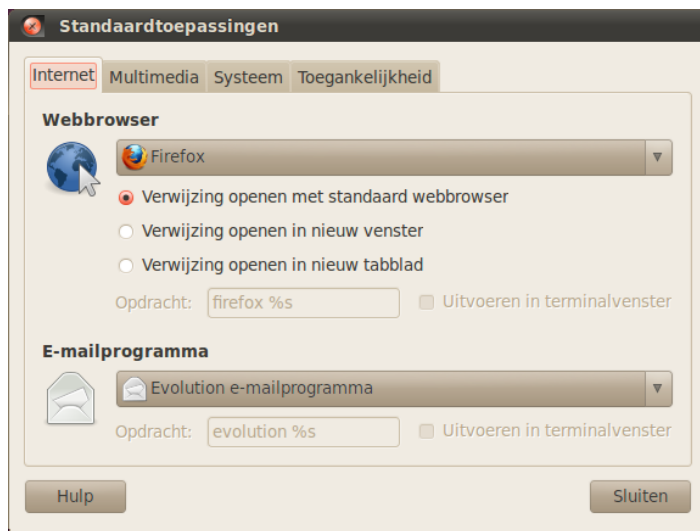 Standaardtoepassingen
Internet Multimedia Systeem Toegankelijkheid
Webbrowser
Firefox
Verwijzing openen met standaard webbrowser
Verwijzing openen in nieuw venster
Verwijzing openen in nieuw tabblad
Opdracht: firefox %s Uitvoeren in terminalvenster
E-mailprogramma
Evolution e-mailprogramma
Opdracht: evolution %s Uitvoeren in terminalvenster
Hulp Sluiten